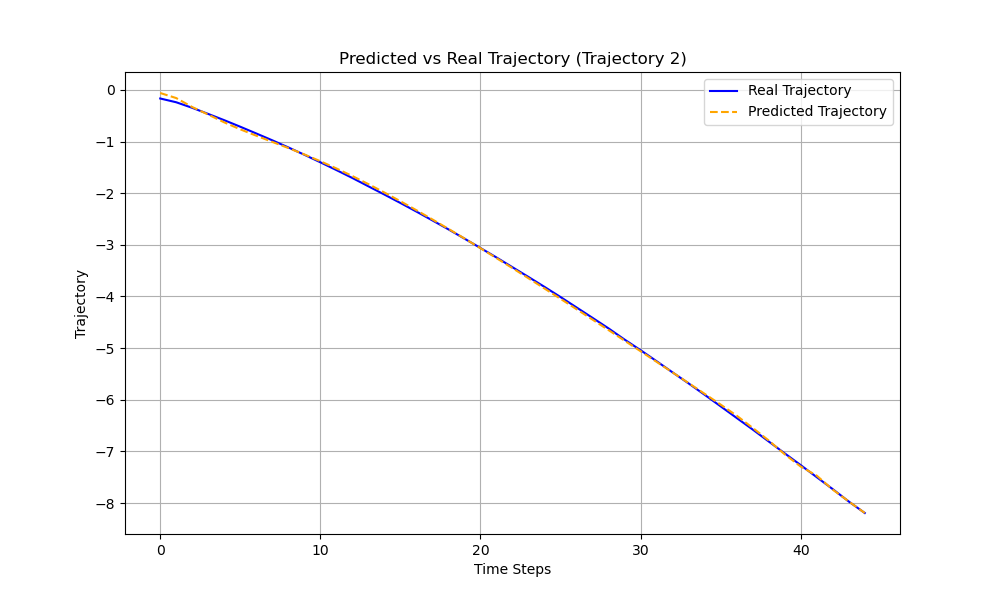 Predicted vs Real Trajectory (Trajectory 2)
Real Trajectory
Predicted Trajectory
Trajectory
0
−1
−2
−3
−4
−5
−6
−7
−8
0 10 20 30 40
Time Steps